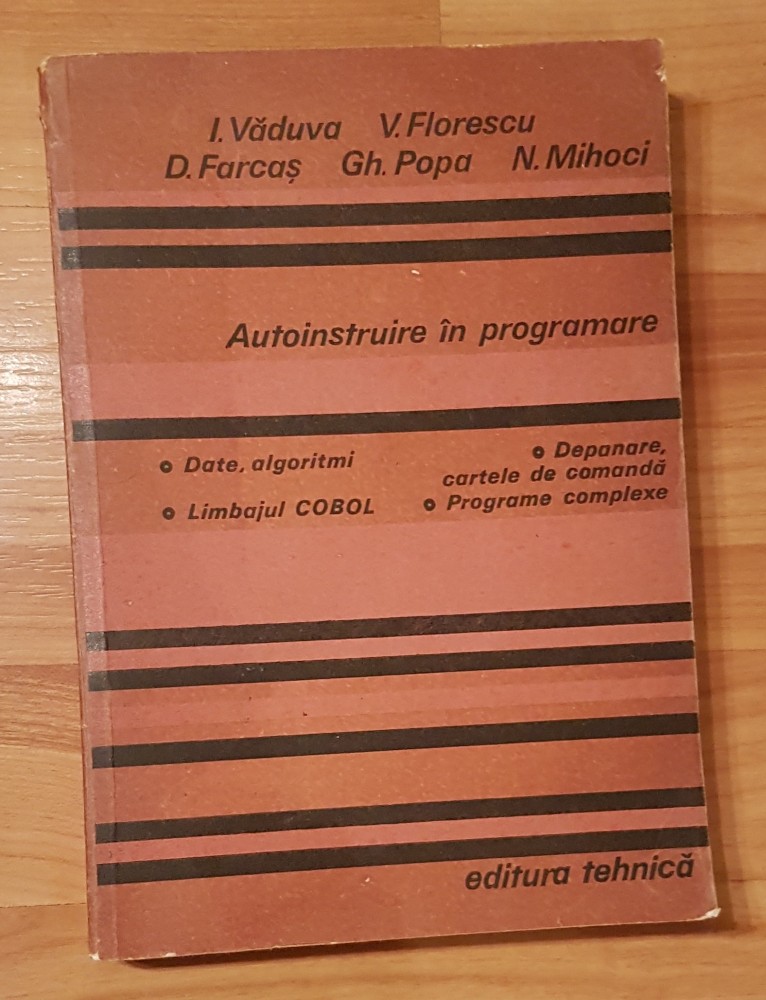 I. Văduva V. Florescu
D. Farcaş Gh. Popa N. Mihoci
Autoinstruire în programare
Date, algoritmi
Limbajul COBOL
Depanare,
cartele de comandă
Programe complexe
editura tehnică